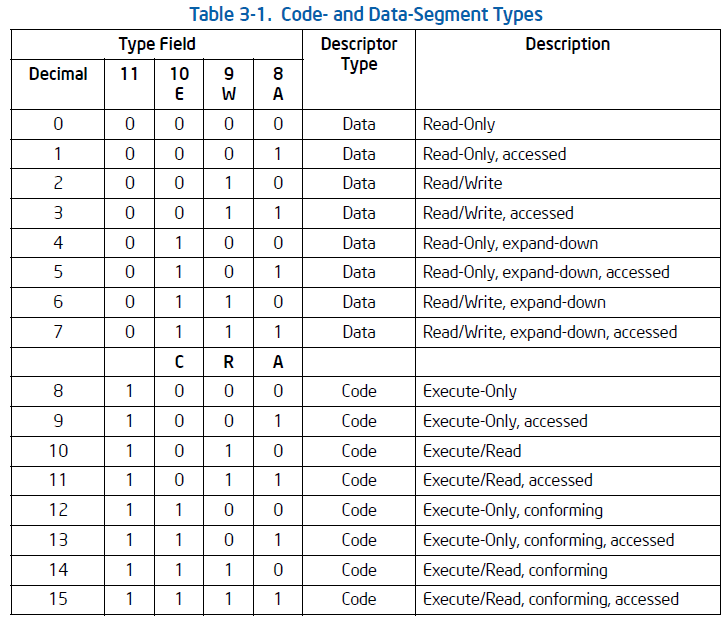 Table 3-1. Code- and Data-Segment Types
Type Field Descriptor Type Description
Decimal 11 10 E 9 W 8 A
0 0 0 0 0 Data Read-Only
1 0 0 0 1 Data Read-Only, accessed
2 0 0 1 0 Data Read/Write
3 0 0 1 1 Data Read/Write, accessed
4 0 1 0 0 Data Read-Only, expand-down
5 0 1 0 1 Data Read-Only, expand-down, accessed
6 0 1 1 0 Data Read/Write, expand-down
7 0 1 1 1 Data Read/Write, expand-down, accessed
C R A
8 1 0 0 0 Code Execute-Only
9 1 0 0 1 Code Execute-Only, accessed
10 1 0 1 0 Code Execute/Read
11 1 0 1 1 Code Execute/Read, accessed
12 1 1 0 0 Code Execute-Only, conforming
13 1 1 0 1 Code Execute-Only, conforming, accessed
14 1 1 1 0 Code Execute/Read, conforming
15 1 1 1 1 Code Execute/Read, conforming, accessed